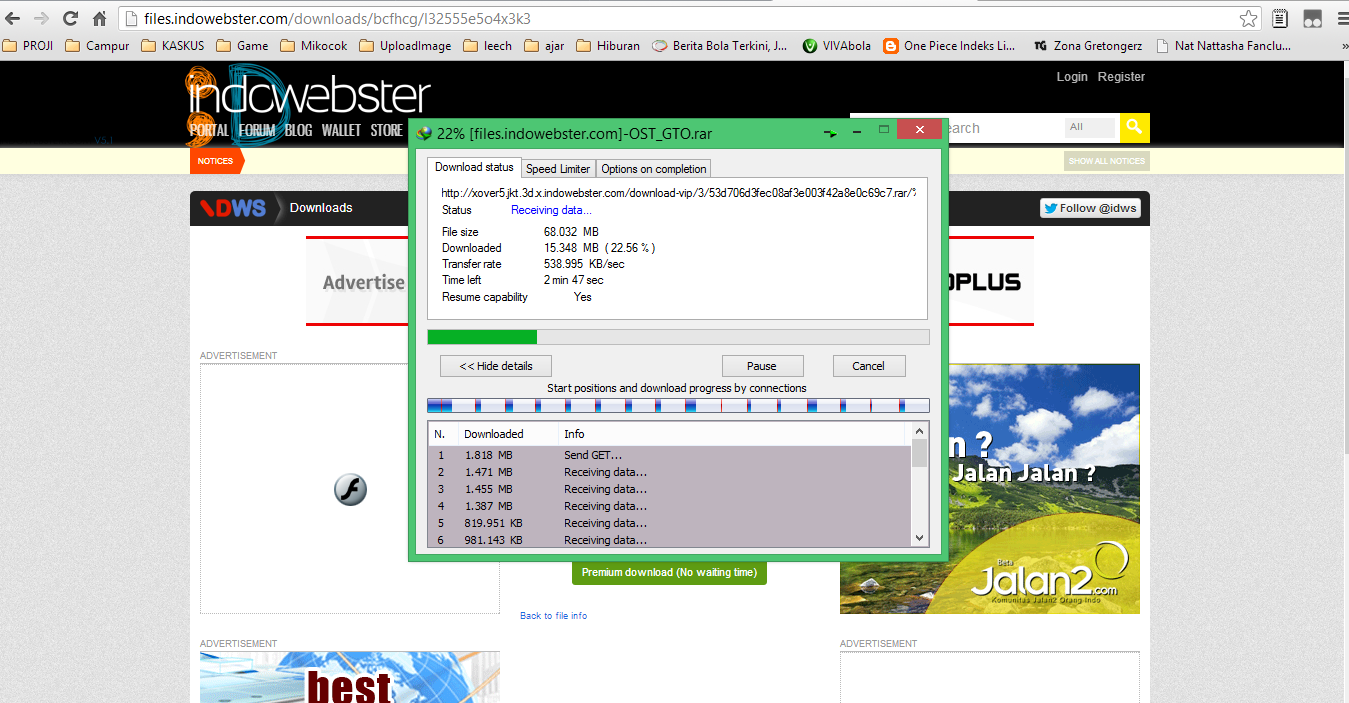 files.indowebster.com/downloads/bcfhcg/l32555e5o4x3k3
PROJI Campur KASKUS Game Mikocok UploadImage leech ajar Hiburan Berita Bola Terkini, J... VIVAbola One Piece Indeks Li... Zona Gretongerz Nat Nattasha Fanclu... »
indowebster
Login Register
PORTAL FORUM BLOG WALLET STORE
v5.1
earch All
NOTICES
SHOW ALL NOTICES
IDWS Downloads
Follow @idws
22% [files.indowebster.com]-OST_GTO.rar
Download status Speed Limiter Options on completion
http://xover5.jkt.3d.x.indowebster.com/download-vip/3/53d706d3fec08af3e003f42a8e0c69c7.rar/%
Status Receiving data...
File size 68.032 MB
Downloaded 15.348 MB ( 22.56 % )
Transfer rate 538.995 KB/sec
Time left 2 min 47 sec
Resume capability Yes
<< Hide details Pause Cancel
Start positions and download progress by connections
N. Downloaded Info
1 1.818 MB Send GET...
2 1.471 MB Receiving data...
3 1.455 MB Receiving data...
4 1.387 MB Receiving data...
5 819.951 KB Receiving data...
6 981.143 KB Receiving data...
Advertise
OPLUS
ADVERTISEMENT
an ?
Jalan Jalan ?
Beta
Jalan2.com
Komunitas Jalan2 Orang Indo
Premium download (No waiting time)
Back to file info
ADVERTISEMENT
best
ADVERTISEMENT